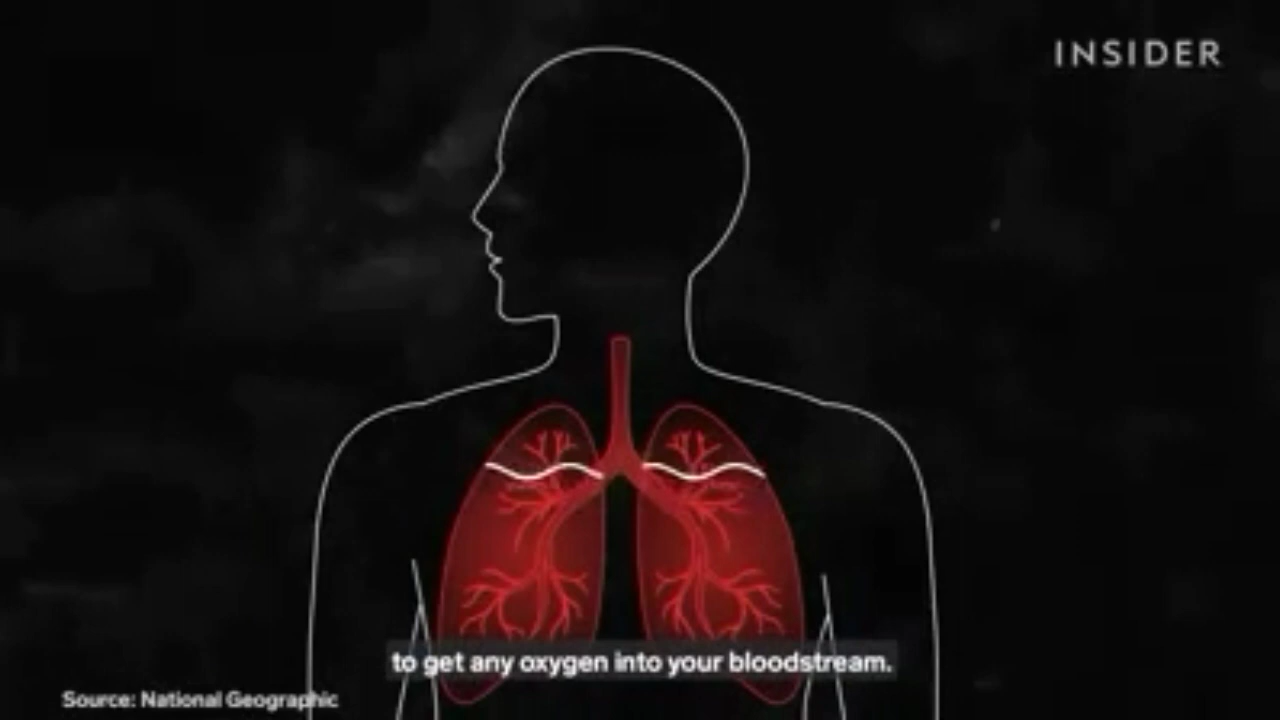 INSIDER
to get any oxygen into your bloodstream.
Source: National Geographic